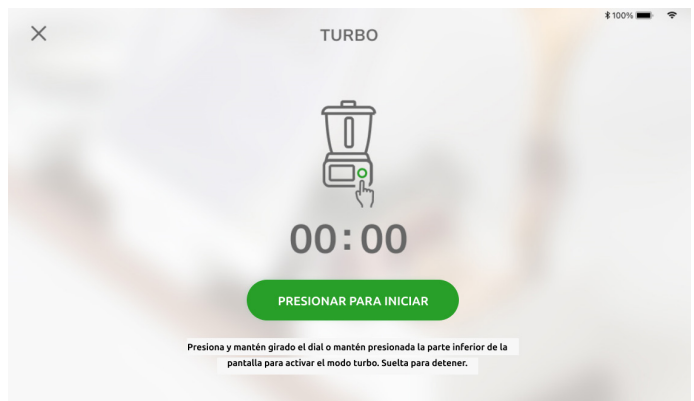 100%
TURBO
00:00
PRESIONAR PARA INICIAR
Presiona y mantén girado el dial o mantén presionada la parte inferior de la
pantalla para activar el modo turbo. Suelta para detener.